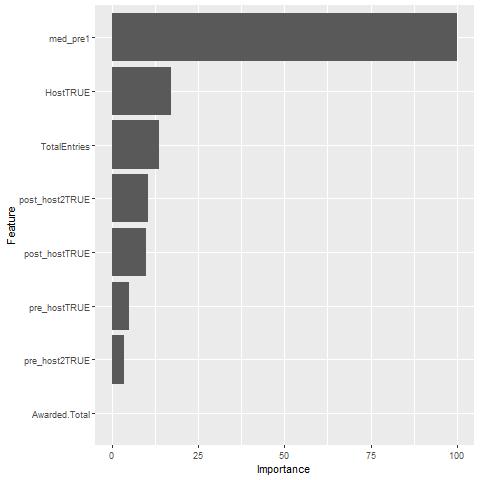 med_pre1
HostTRUE
TotalEntries
post_host2TRUE
post_hostTRUE
pre_hostTRUE
pre_host2TRUE
Awarded.Total
Feature
0 25 50 75 100
Importance